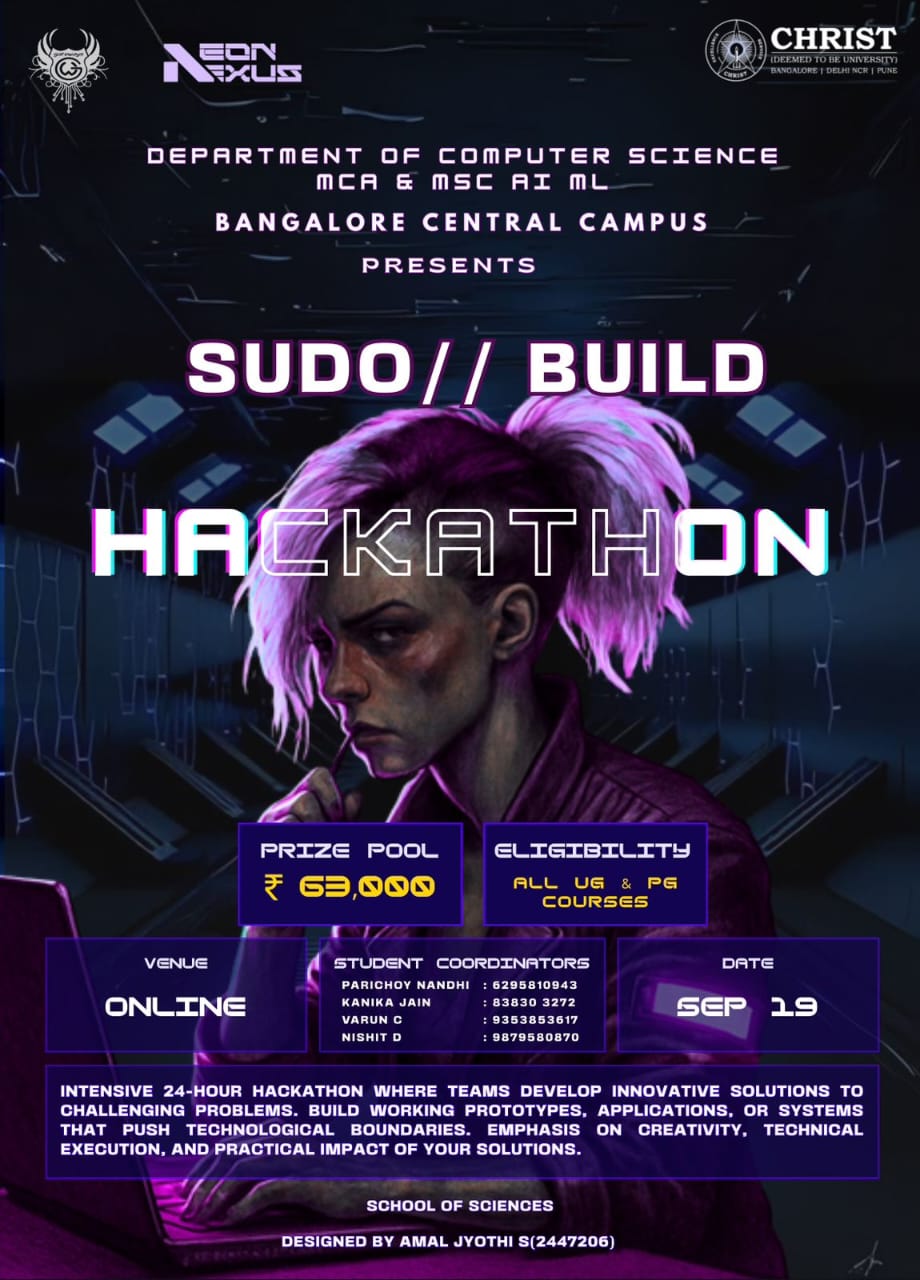 NEON
NEXUS
CHRIST
(DEEMED TO BE UNIVERSITY)
BANGALORE | DELHI NCR | PUNE
DEPARTMENT OF COMPUTER SCIENCE
MCA & MSC AI ML
BANGALORE CENTRAL CAMPUS
PRESENTS
SUDO// BUILD
HACKATHON
PRIZE POOL
₹ 63,000
ELIGIBILITY
ALL UG & PG
COURSES
VENUE
ONLINE
STUDENT COORDINATORS
PARICHOY NANDHI : 6295810943
KANIKA JAIN : 83830 3272
VARUN C : 9353853617
NISHIT D : 9879580870
DATE
SEP 19
INTENSIVE 24-HOUR HACKATHON WHERE TEAMS DEVELOP INNOVATIVE SOLUTIONS TO
CHALLENGING PROBLEMS. BUILD WORKING PROTOTYPES, APPLICATIONS, OR SYSTEMS
THAT PUSH TECHNOLOGICAL BOUNDARIES. EMPHASIS ON CREATIVITY, TECHNICAL
EXECUTION, AND PRACTICAL IMPACT OF YOUR SOLUTIONS.
SCHOOL OF SCIENCES
DESIGNED BY AMAL JYOTHI S(2447206)